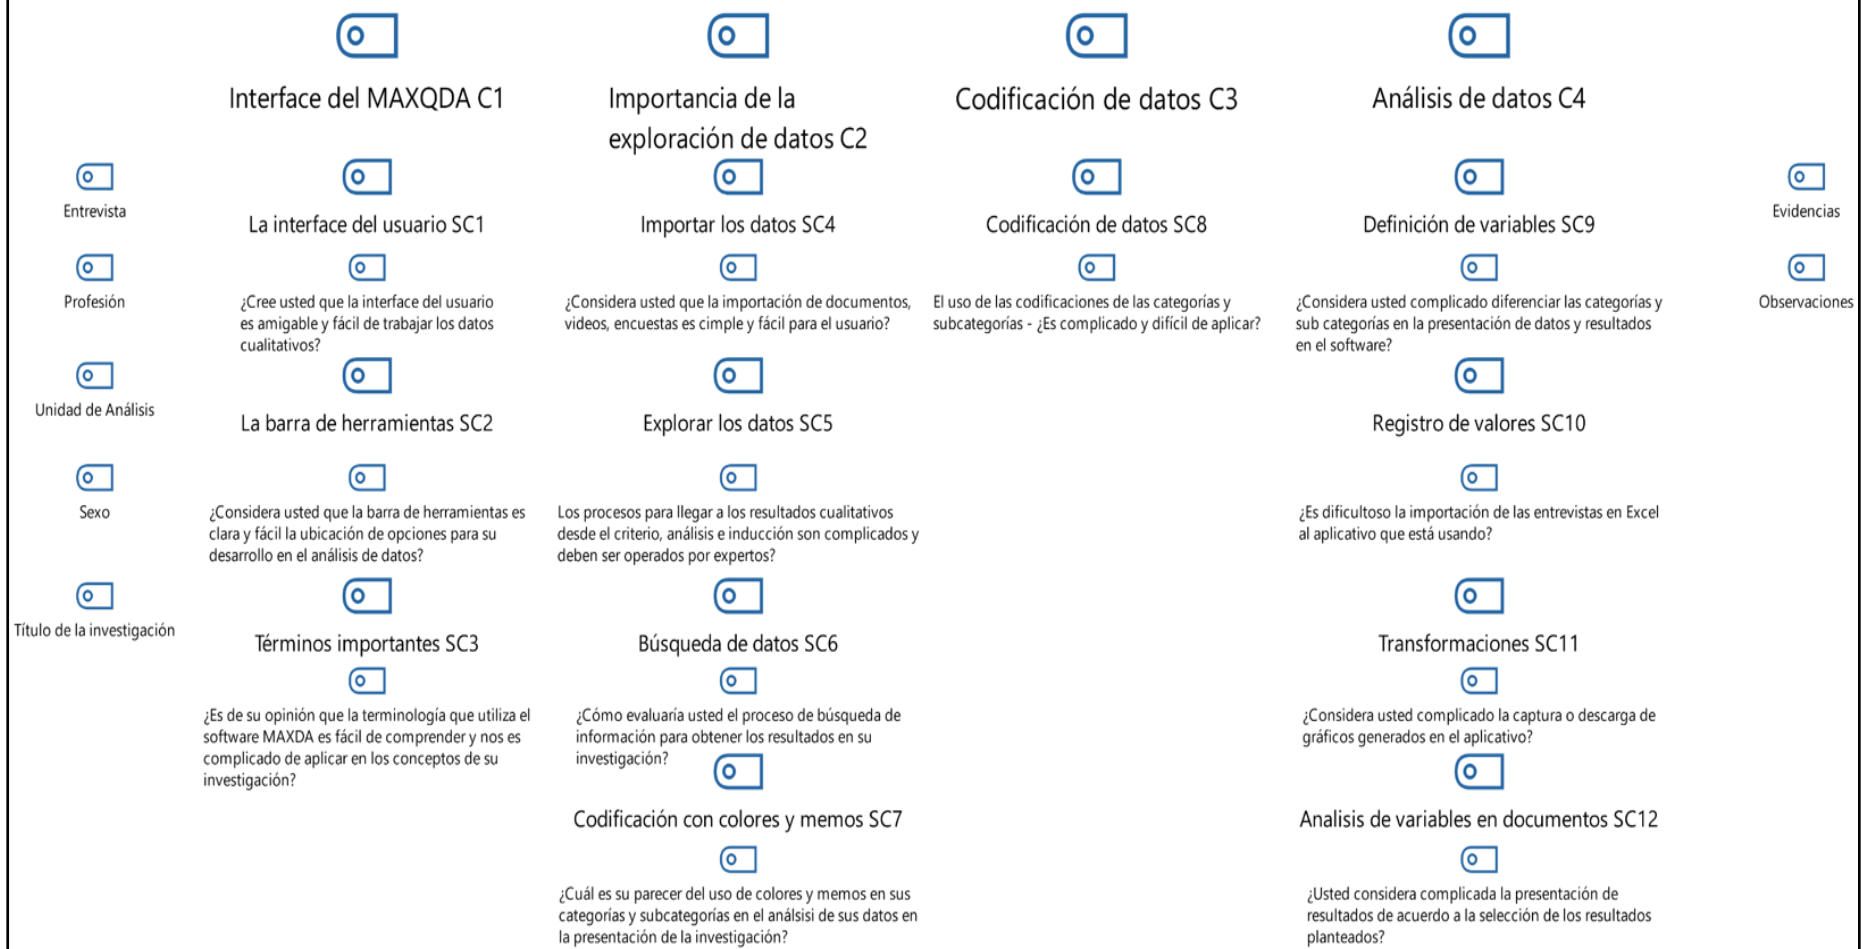 Interface del MAXQDA C1
Importancia de la
exploración de datos C2
Codificación de datos C3
Análisis de datos C4
Entrevista
La interface del usuario SC1
Importar los datos SC4
Codificación de datos SC8
Definición de variables SC9
Evidencias
Profesión
¿Cree usted que la interface del usuario
es amigable y fácil de trabajar los datos
cualitativos?
¿Considera usted que la importación de documentos,
videos, encuestas es cimple y fácil para el usuario?
El uso de las codificaciones de las categorías y
subcategorías - ¿Es complicado y difícil de aplicar?
¿Considera usted complicado diferenciar las categorías y
sub categorías en la presentación de datos y resultados
en el software?
Observaciones
Unidad de Análisis
La barra de herramientas SC2
Explorar los datos SC5
Registro de valores SC10
Sexo
¿Considera usted que la barra de herramientas es
clara y fácil la ubicación de opciones para su
desarrollo en el análisis de datos?
Los procesos para llegar a los resultados cualitativos
desde el criterio, análisis e inducción son complicados y
deben ser operados por expertos?
¿Es dificultoso la importación de las entrevistas en Excel
al aplicativo que está usando?
Título de la investigación
Términos importantes SC3
Búsqueda de datos SC6
Transformaciones SC11
¿Es de su opinión que la terminología que utiliza el
software MAXDA es fácil de comprender y nos es
complicado de aplicar en los conceptos de su
investigación?
¿Cómo evaluaría usted el proceso de búsqueda de
información para obtener los resultados en su
investigación?
¿Considera usted complicado la captura o descarga de
gráficos generados en el aplicativo?
Codificación con colores y memos SC7
Analisis de variables en documentos SC12
¿Cuál es su parecer del uso de colores y memos en sus
categorías y subcategorías en el análsisi de sus datos en
la presentación de la investigación?
¿Usted considera complicada la presentación de
resultados de acuerdo a la selección de los resultados
planteados?